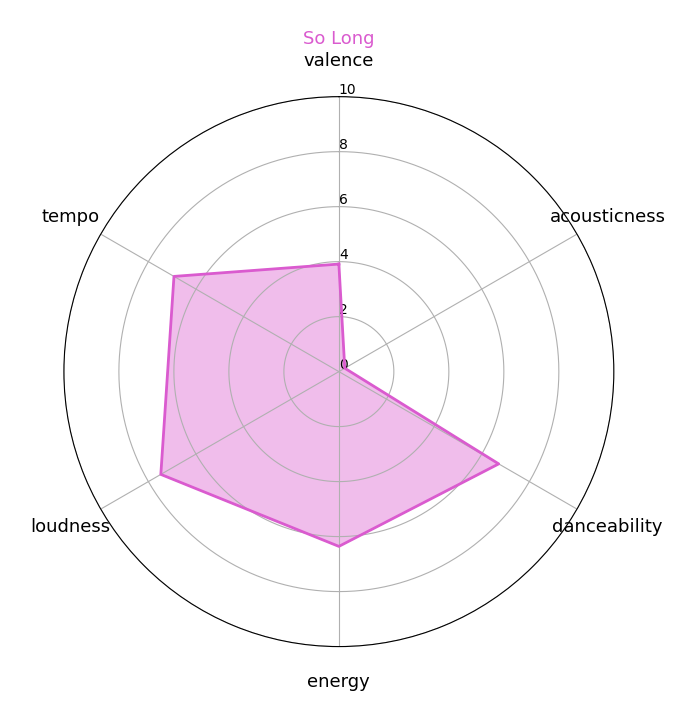 So Long
valence
10
8
tempo
acousticness
6
4
2
0
loudness
danceability
energy